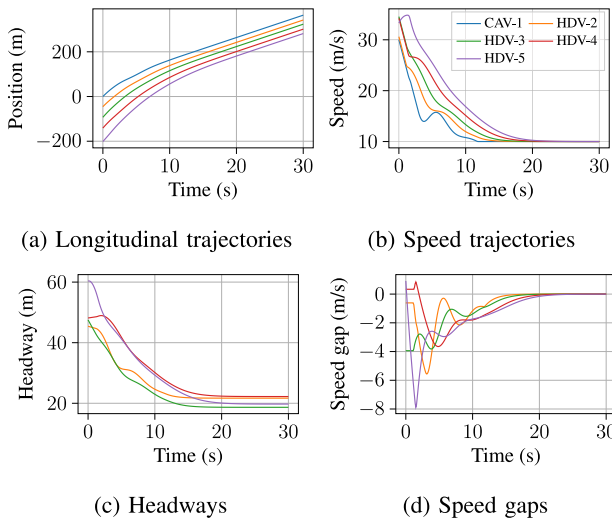 Position (m)
200
0
−200
0
10
20
30
Time (s)
(a) Longitudinal trajectories
Speed (m/s)
30
20
10
CAV-1
HDV-2
HDV-3
HDV-4
HDV-5
0
10
20
30
Time (s)
(b) Speed trajectories
Headway (m)
60
40
20
0
10
20
30
Time (s)
(c) Headways
Speed gap (m/s)
0
−2
−4
−6
−8
0
10
20
30
Time (s)
(d) Speed gaps